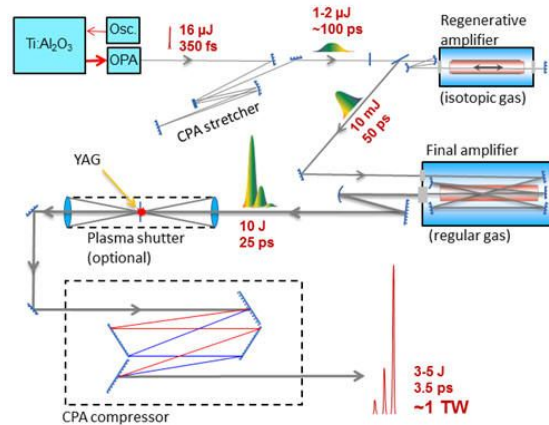 Ti:Al₂O₃
Osc.
OPA
16 µJ
350 fs
1-2 µJ
~100 ps
Regenerative
amplifier
(isotopic gas)
CPA stretcher
10 mJ
50 ps
Final amplifier
(regular gas)
YAG
Plasma shutter
(optional)
10 J
25 ps
CPA compressor
3-5 J
3.5 ps
~1 TW